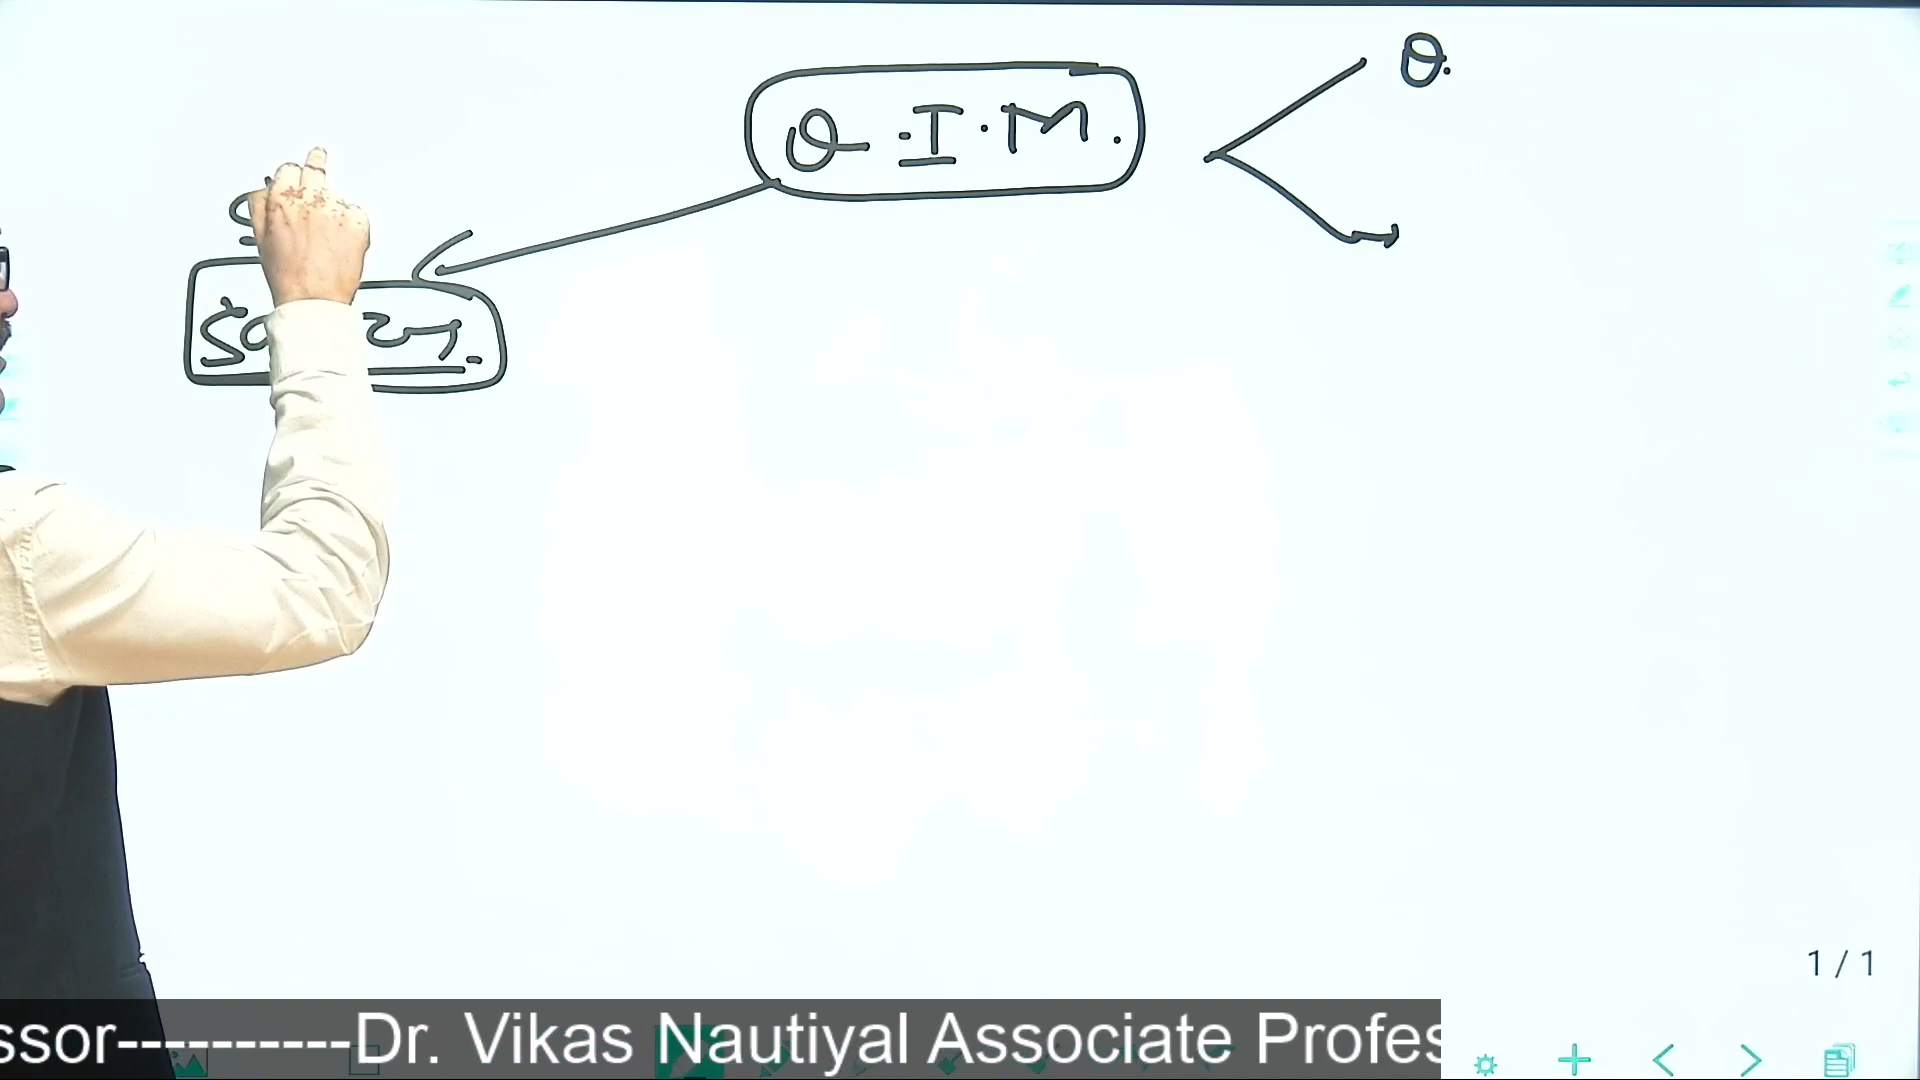 Q.
Q.I.M.
1 / 1
ssor----------Dr. Vikas Nautiyal Associate Profes